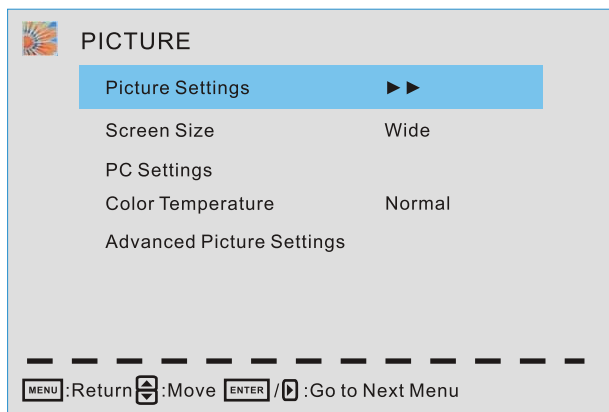 PICTURE
Picture Settings ►►
Screen Size Wide
PC Settings
Color Temperature Normal
Advanced Picture Settings
MENU:Return :Move ENTER / :Go to Next Menu